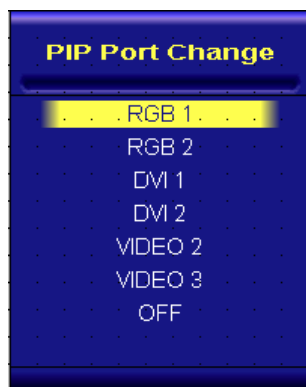 PIP Port Change
RGB 1
RGB 2
DVI 1
DVI 2
VIDEO 2
VIDEO 3
OFF